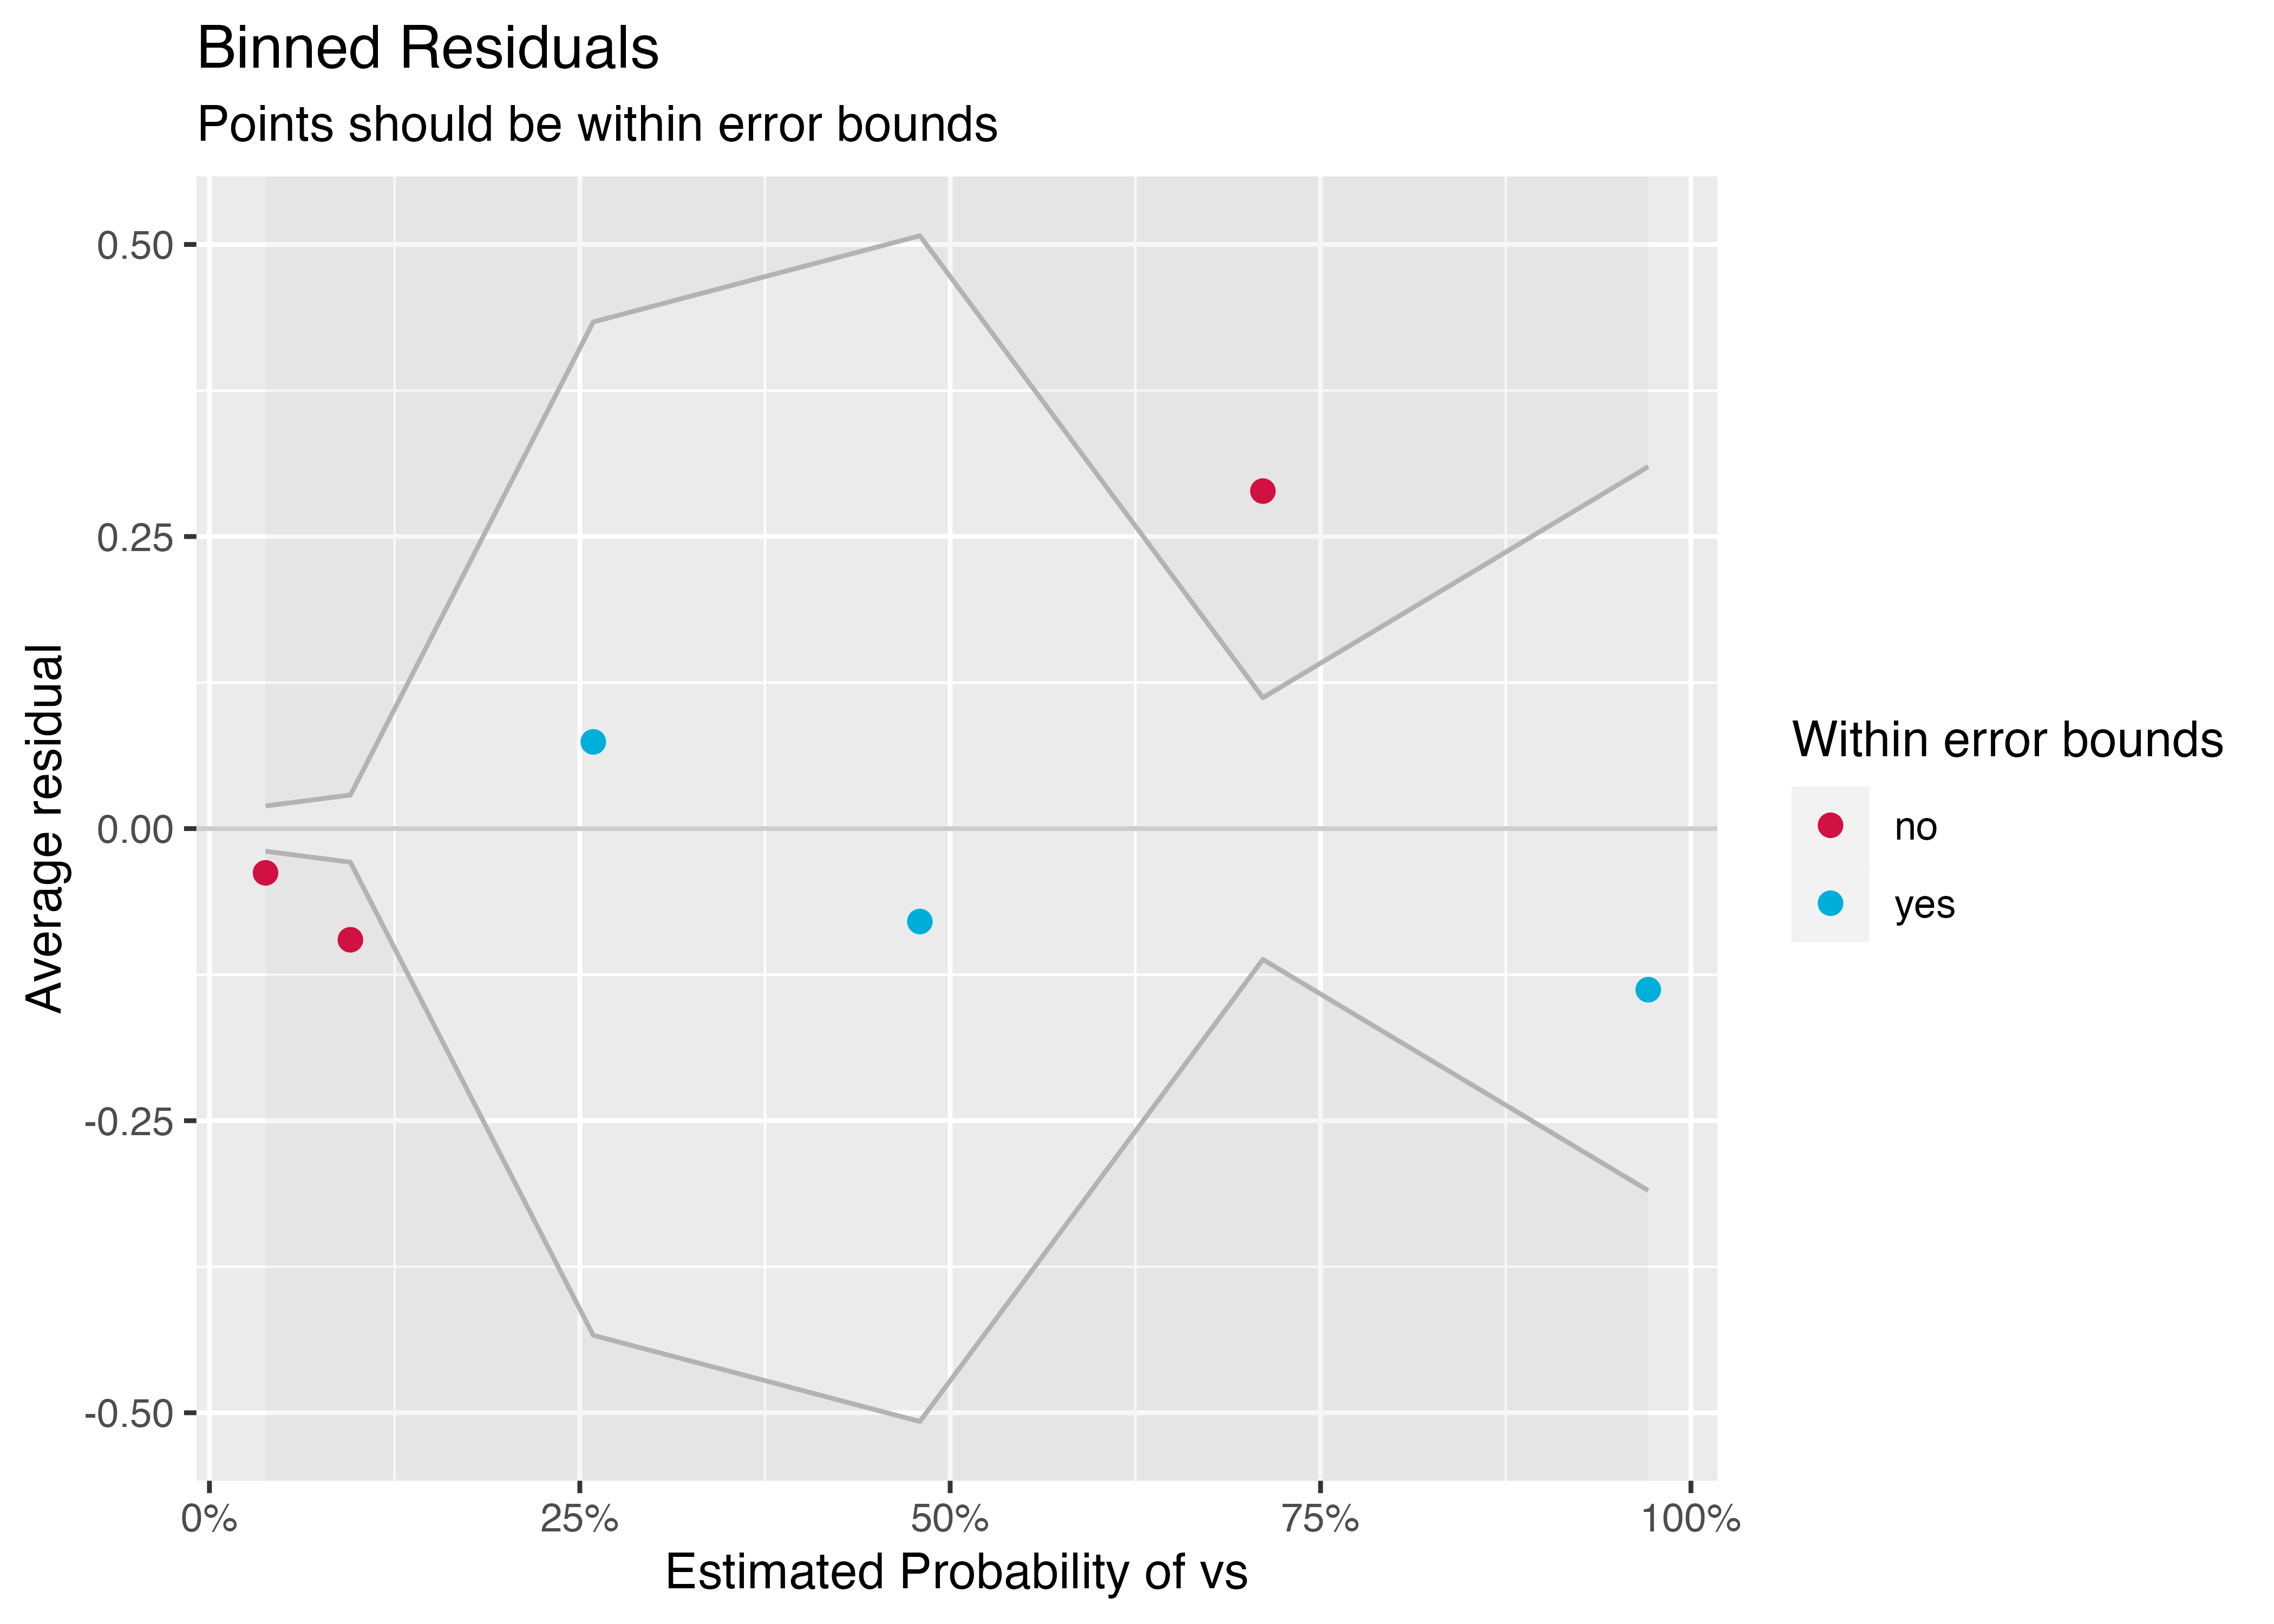 Binned Residuals
Points should be within error bounds
0.50
0.25
0.00
-0.25
-0.50
Average residual
0%
25%
50%
75%
100%
Estimated Probability of vs
Within error bounds
no
yes